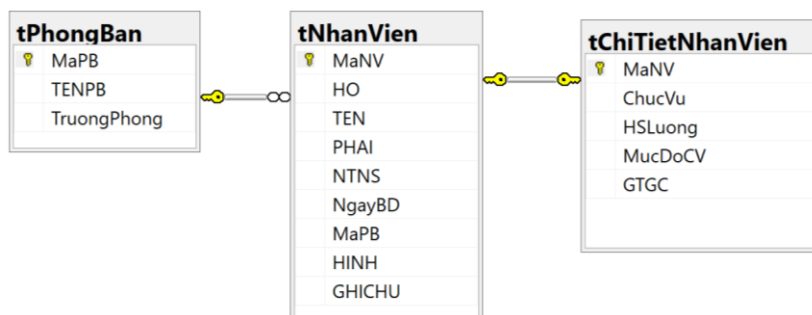 tPhongBan
MaPB
TENPB
TruongPhong
tNhanVien
MaNV
HO
TEN
PHAI
NTNS
NgayBD
MaPB
HINH
GHICHU
tChiTietNhanVien
MaNV
ChucVu
HSLuong
MucDoCV
GTGC